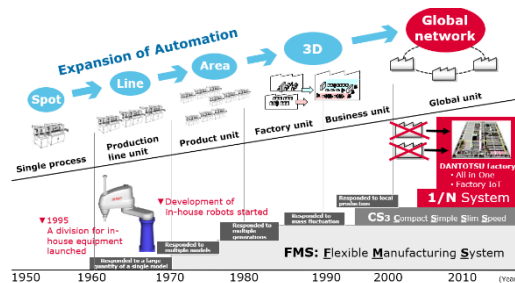 Expansion of Automation
Spot
Line
Area
3D
Global
network
Single process
Production
line unit
Product unit
Factory unit
Business unit
Global unit
▼1995
A division for in-
house equipment
launched
▼Development of
in-house robots started
DANTOTSU factory
• All in One
• Factory IoT
1/N System
Responded to a large
quantity of a single model
Responded to
multiple models
Responded to
multiple generations
Responded to
mass fluctuation
Responded to local
production
CS3 Compact Simple Slim Speed
FMS: Flexible Manufacturing System
1950
1960
1970
1980
1990
2000
2010
(Year